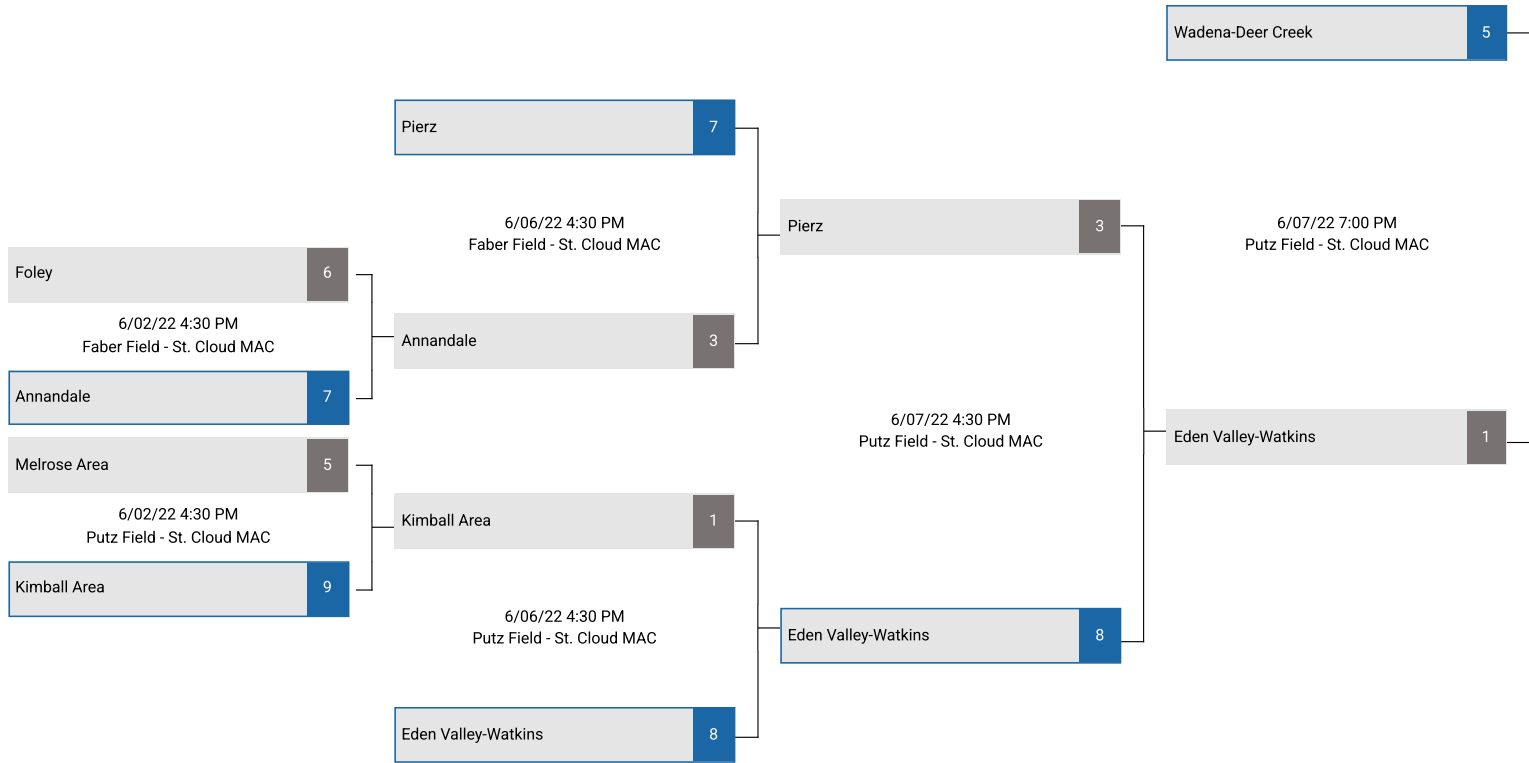 Foley 6
6/02/22 4:30 PM
Faber Field - St. Cloud MAC
Annandale 7
Melrose Area 5
6/02/22 4:30 PM
Putz Field - St. Cloud MAC
Kimball Area 9
Pierz 7
6/06/22 4:30 PM
Faber Field - St. Cloud MAC
Annandale 3
Kimball Area 1
6/06/22 4:30 PM
Putz Field - St. Cloud MAC
Eden Valley-Watkins 8
Pierz 3
6/07/22 4:30 PM
Putz Field - St. Cloud MAC
Eden Valley-Watkins 8
Wadena-Deer Creek 5
6/07/22 7:00 PM
Putz Field - St. Cloud MAC
Eden Valley-Watkins 1